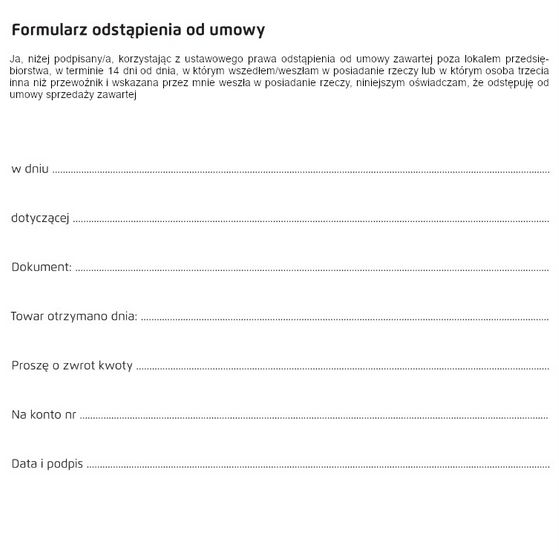 Formularz odstąpienia od umowy
Ja, niżej podpisany/a, korzystając z ustawowego prawa odstąpienia od umowy zawartej poza lokalem przedsię-
biorstwa, w terminie 14 dni od dnia, w którym wszedłem/weszłam w posiadanie rzeczy lub w którym osoba trzecia
inna niż przewoźnik i wskazana przez mnie weszła w posiadanie rzeczy, niniejszym oświadczam, że odstępuję od
umowy sprzedaży zawartej
w dniu ........................................................................................................................
dotyczącej ........................................................................................................................
Dokument: ........................................................................................................................
Towar otrzymano dnia: ........................................................................................................................
Proszę o zwrot kwoty ........................................................................................................................
Na konto nr ........................................................................................................................
Data i podpis ........................................................................................................................